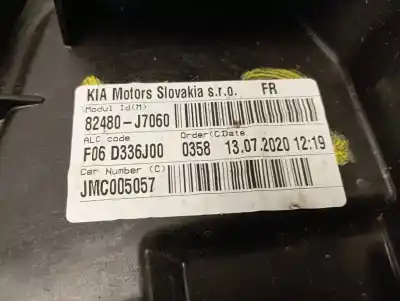 KIA Motors Slovakia s.r.o. FR
Modul Id(M)
82480-J7060
ALC code Order(C.Date
F06 D336J00 0358 13.07.2020 12:19
Car Number (C)
JMC005057